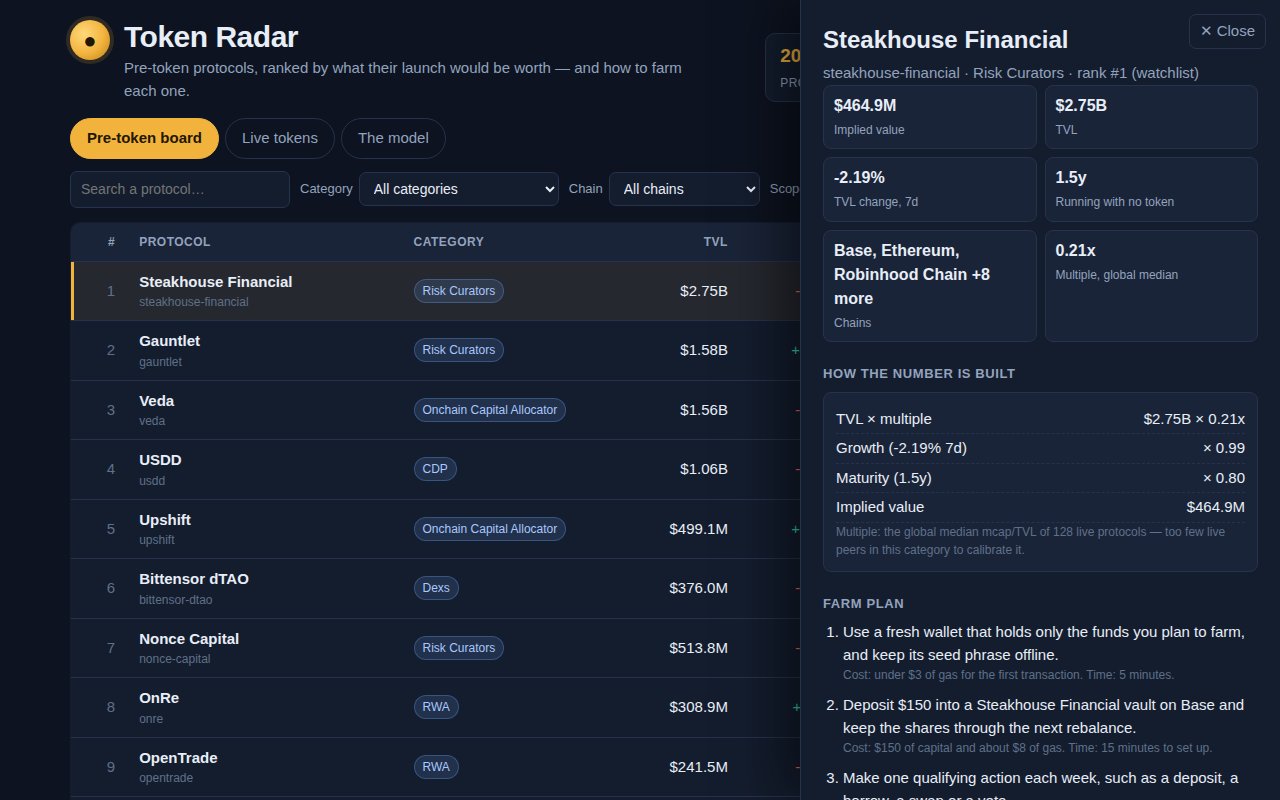 Token Radar
Pre-token protocols, ranked by what their launch would be worth — and how to farm
each one.
20
Pre-token board
Live tokens
The model
Search a protocol…
Category
All categories
Chain
All chains
# PROTOCOL CATEGORY TVL
1 Steakhouse Financial Risk Curators $2.75B
steakhouse-financial
2 Gauntlet Risk Curators $1.58B
gauntlet
3 Veda Onchain Capital Allocator $1.56B
veda
4 USDD CDP $1.06B
usdd
5 Upshift Onchain Capital Allocator $499.1M
upshift
6 Bittensor dTAO Dexs $376.0M
bittensor-dtao
7 Nonce Capital Risk Curators $513.8M
nonce-capital
8 OnRe RWA $308.9M
onre
9 OpenTrade RWA $241.5M
opentrade
✕ Close
Steakhouse Financial
steakhouse-financial · Risk Curators · rank #1 (watchlist)
$464.9M
Implied value
$2.75B
TVL
-2.19%
TVL change, 7d
1.5y
Running with no token
Base, Ethereum,
Robinhood Chain +8
more
Chains
0.21x
Multiple, global median
HOW THE NUMBER IS BUILT
TVL × multiple $2.75B × 0.21x
Growth (-2.19% 7d) × 0.99
Maturity (1.5y) × 0.80
Implied value $464.9M
Multiple: the global median mcap/TVL of 128 live protocols — too few live
peers in this category to calibrate it.
FARM PLAN
1. Use a fresh wallet that holds only the funds you plan to farm,
and keep its seed phrase offline.
Cost: under $3 of gas for the first transaction. Time: 5 minutes.
2. Deposit $150 into a Steakhouse Financial vault on Base and
keep the shares through the next rebalance.
Cost: $150 of capital and about $8 of gas. Time: 15 minutes to set up.
3. Make one qualifying action each week, such as a deposit, a
borrow, a swap or a vote.